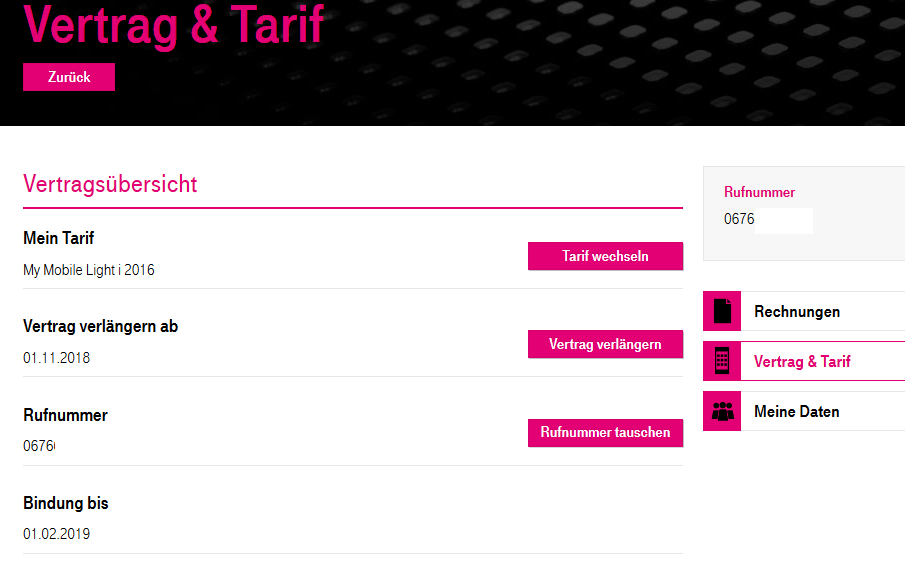 Vertrag & Tarif
Zurück
Vertragsübersicht
Mein Tarif
My Mobile Light i 2016
Tarif wechseln
Vertrag verlängern ab
01.11.2018
Vertrag verlängern
Rufnummer
0676
Rufnummer tauschen
Bindung bis
01.02.2019
Rufnummer
0676
Rechnungen
Vertrag & Tarif
Meine Daten